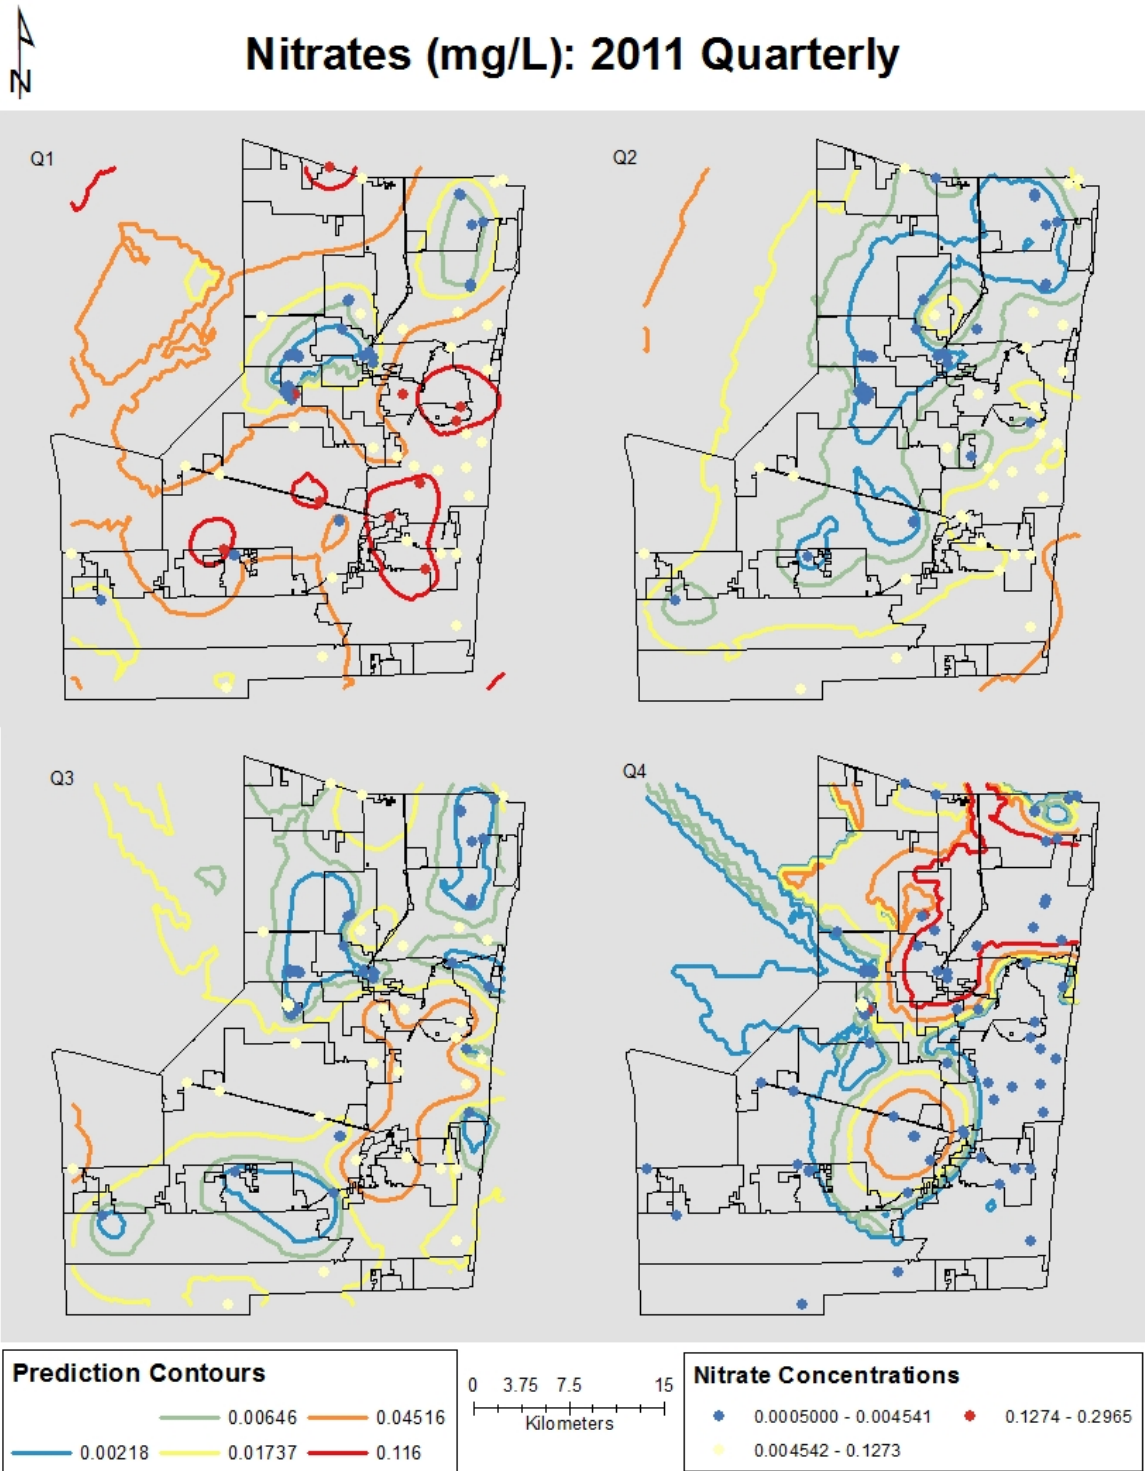 N
Nitrates (mg/L): 2011 Quarterly
Q1
Q2
Q3
Q4
Prediction Contours
0.00646
0.04516
0.00218
0.01737
0.116
0 3.75 7.5 15
Kilometers
Nitrate Concentrations
0.0005000 - 0.004541
0.1274 - 0.2965
0.004542 - 0.1273